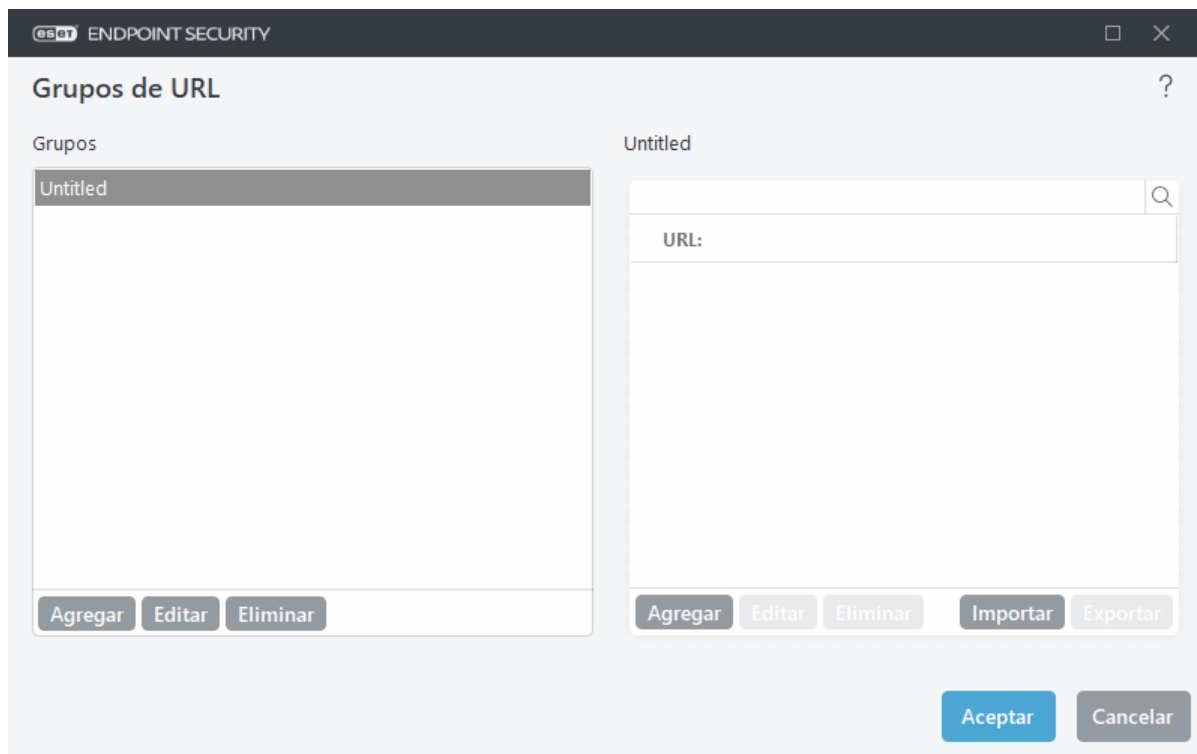 eset ENDPOINT SECURITY
Grupos de URL
?
Grupos
Untitled
Agregar Editar Eliminar
Untitled
URL:
Agregar Editar Eliminar Importar Exportar
Aceptar Cancelar